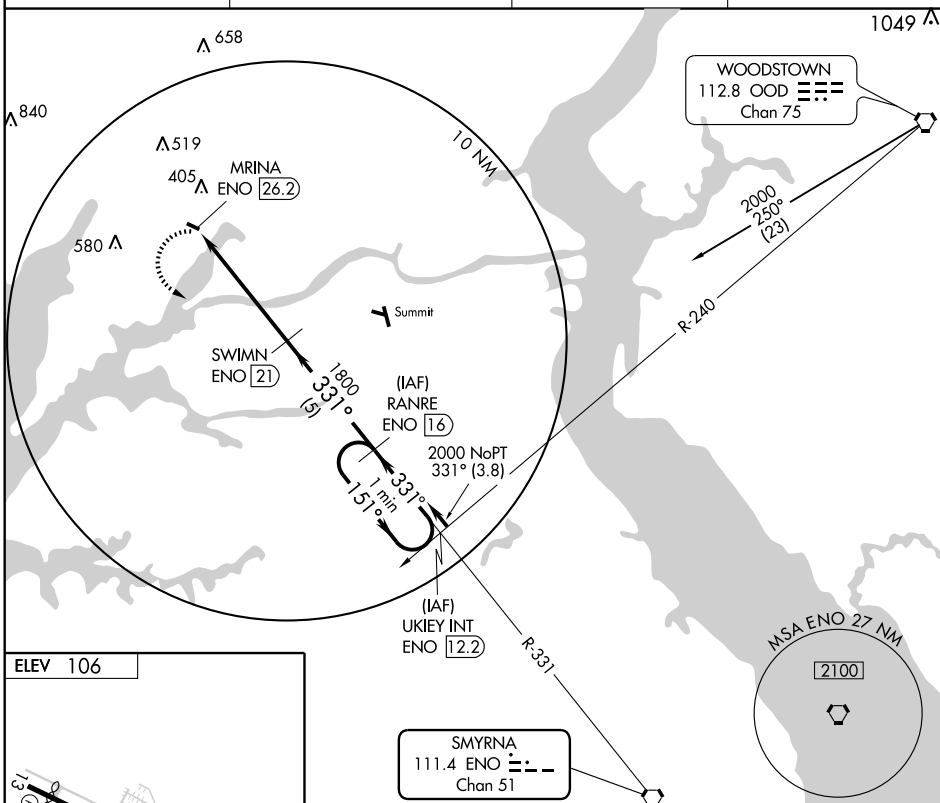 1049
658
WOODSTOWN
112.8 OOD
Chan 75
840
10 NM
519
MRINA
ENO 26.2
405
580
2000
250°
(23)
Summit
R-240
SWIMN
ENO 21
1800
331°
(5)
(IAF)
RANRE
ENO 16
2000 NoPT
331° (3.8)
331°
1 min
151°
(IAF)
UKIEY INT
ENO 12.2
R-331
MSA ENO 27 NM
2100
ELEV 106
SMYRNA
111.4 ENO
Chan 51
13